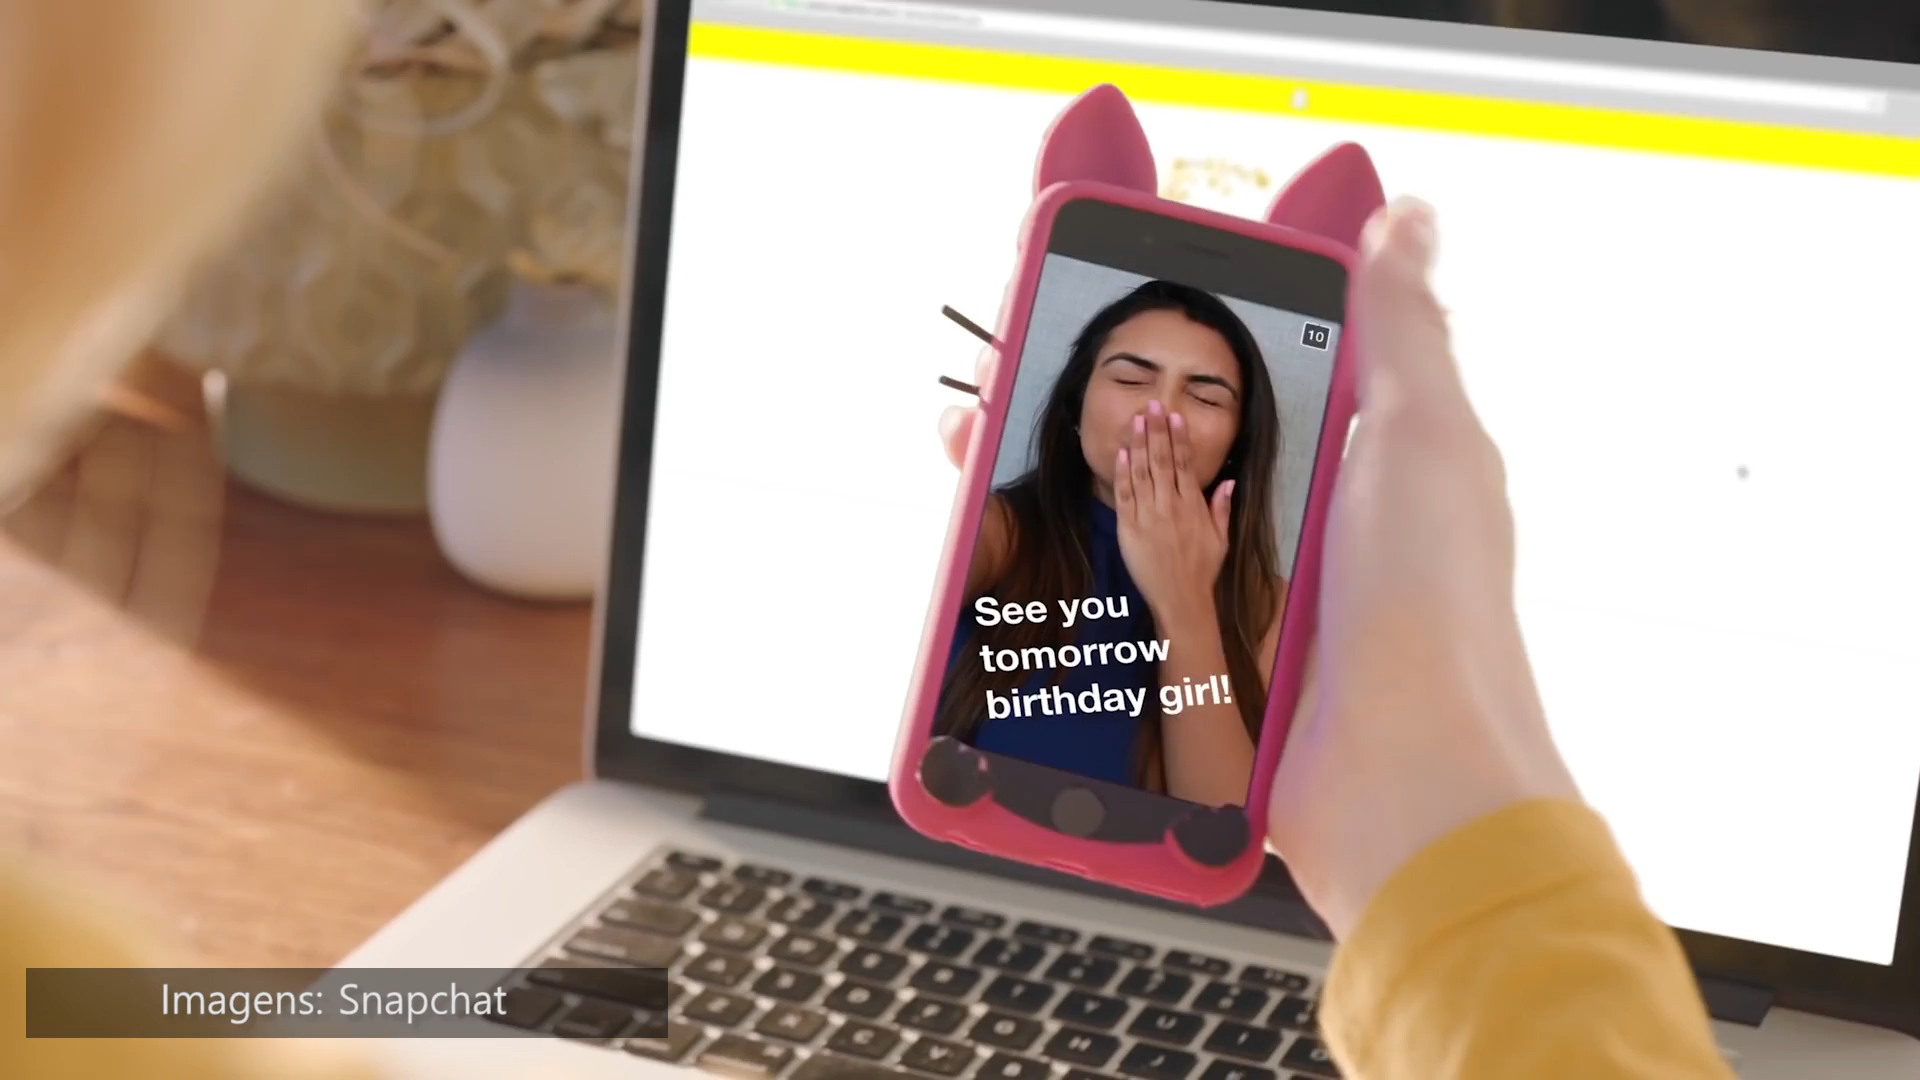 10
See you
tomorrow
birthday girl!
Imagens: Snapchat